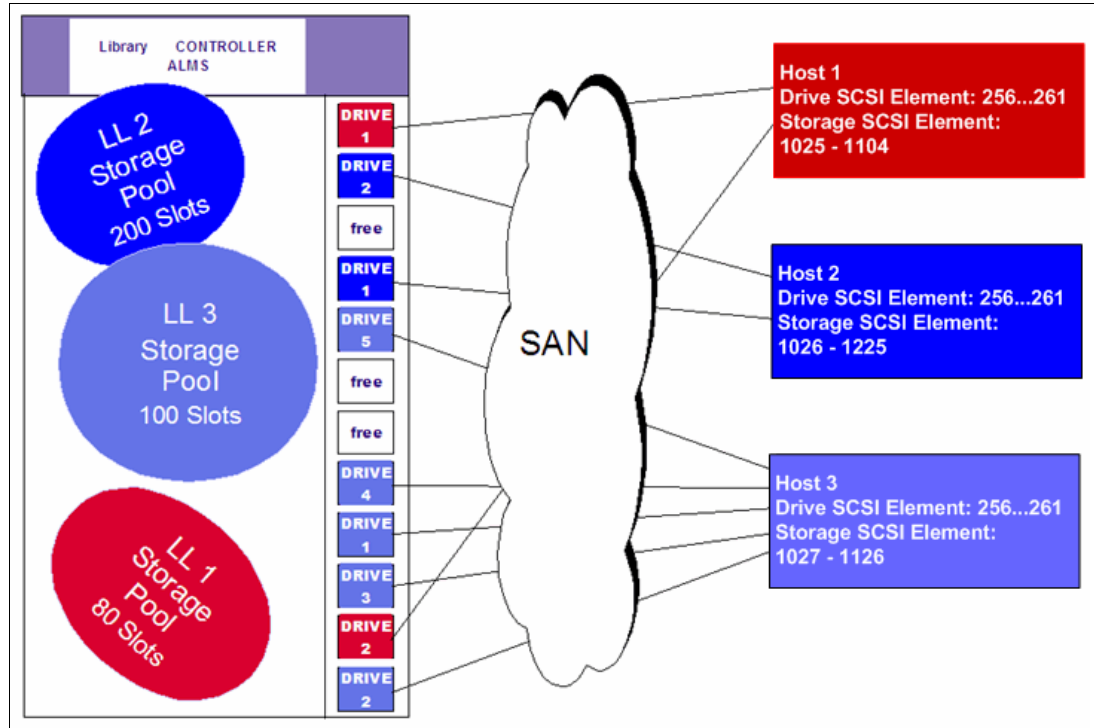 Library CONTROLLER
ALMS
LL 2
Storage
Pool
200 Slots
LL 3
Storage
Pool
100 Slots
LL 1
Storage
Pool
80 Slots
DRIVE
1
DRIVE
2
free
DRIVE
1
DRIVE
5
free
free
DRIVE
4
DRIVE
1
DRIVE
3
DRIVE
2
DRIVE
2
SAN
Host 1
Drive SCSI Element: 256...261
Storage SCSI Element:
1025 - 1104
Host 2
Drive SCSI Element: 256...261
Storage SCSI Element:
1026 - 1225
Host 3
Drive SCSI Element: 256...261
Storage SCSI Element:
1027 - 1126